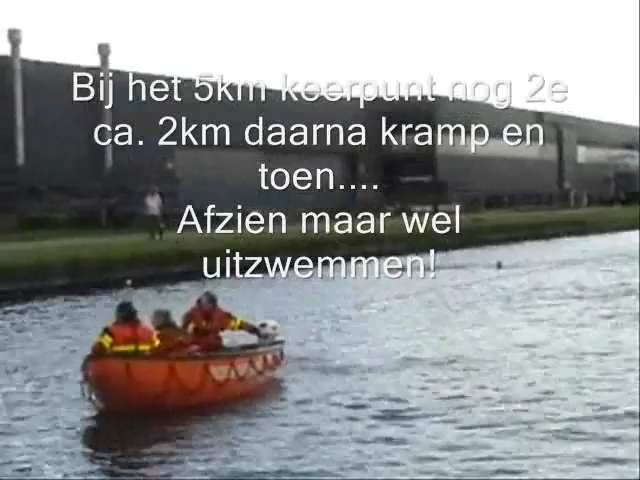 Bij het 5km keerpunt nog 2e
ca. 2km daarna kramp en
toen....
Afzien maar wel
uitzwemmen!